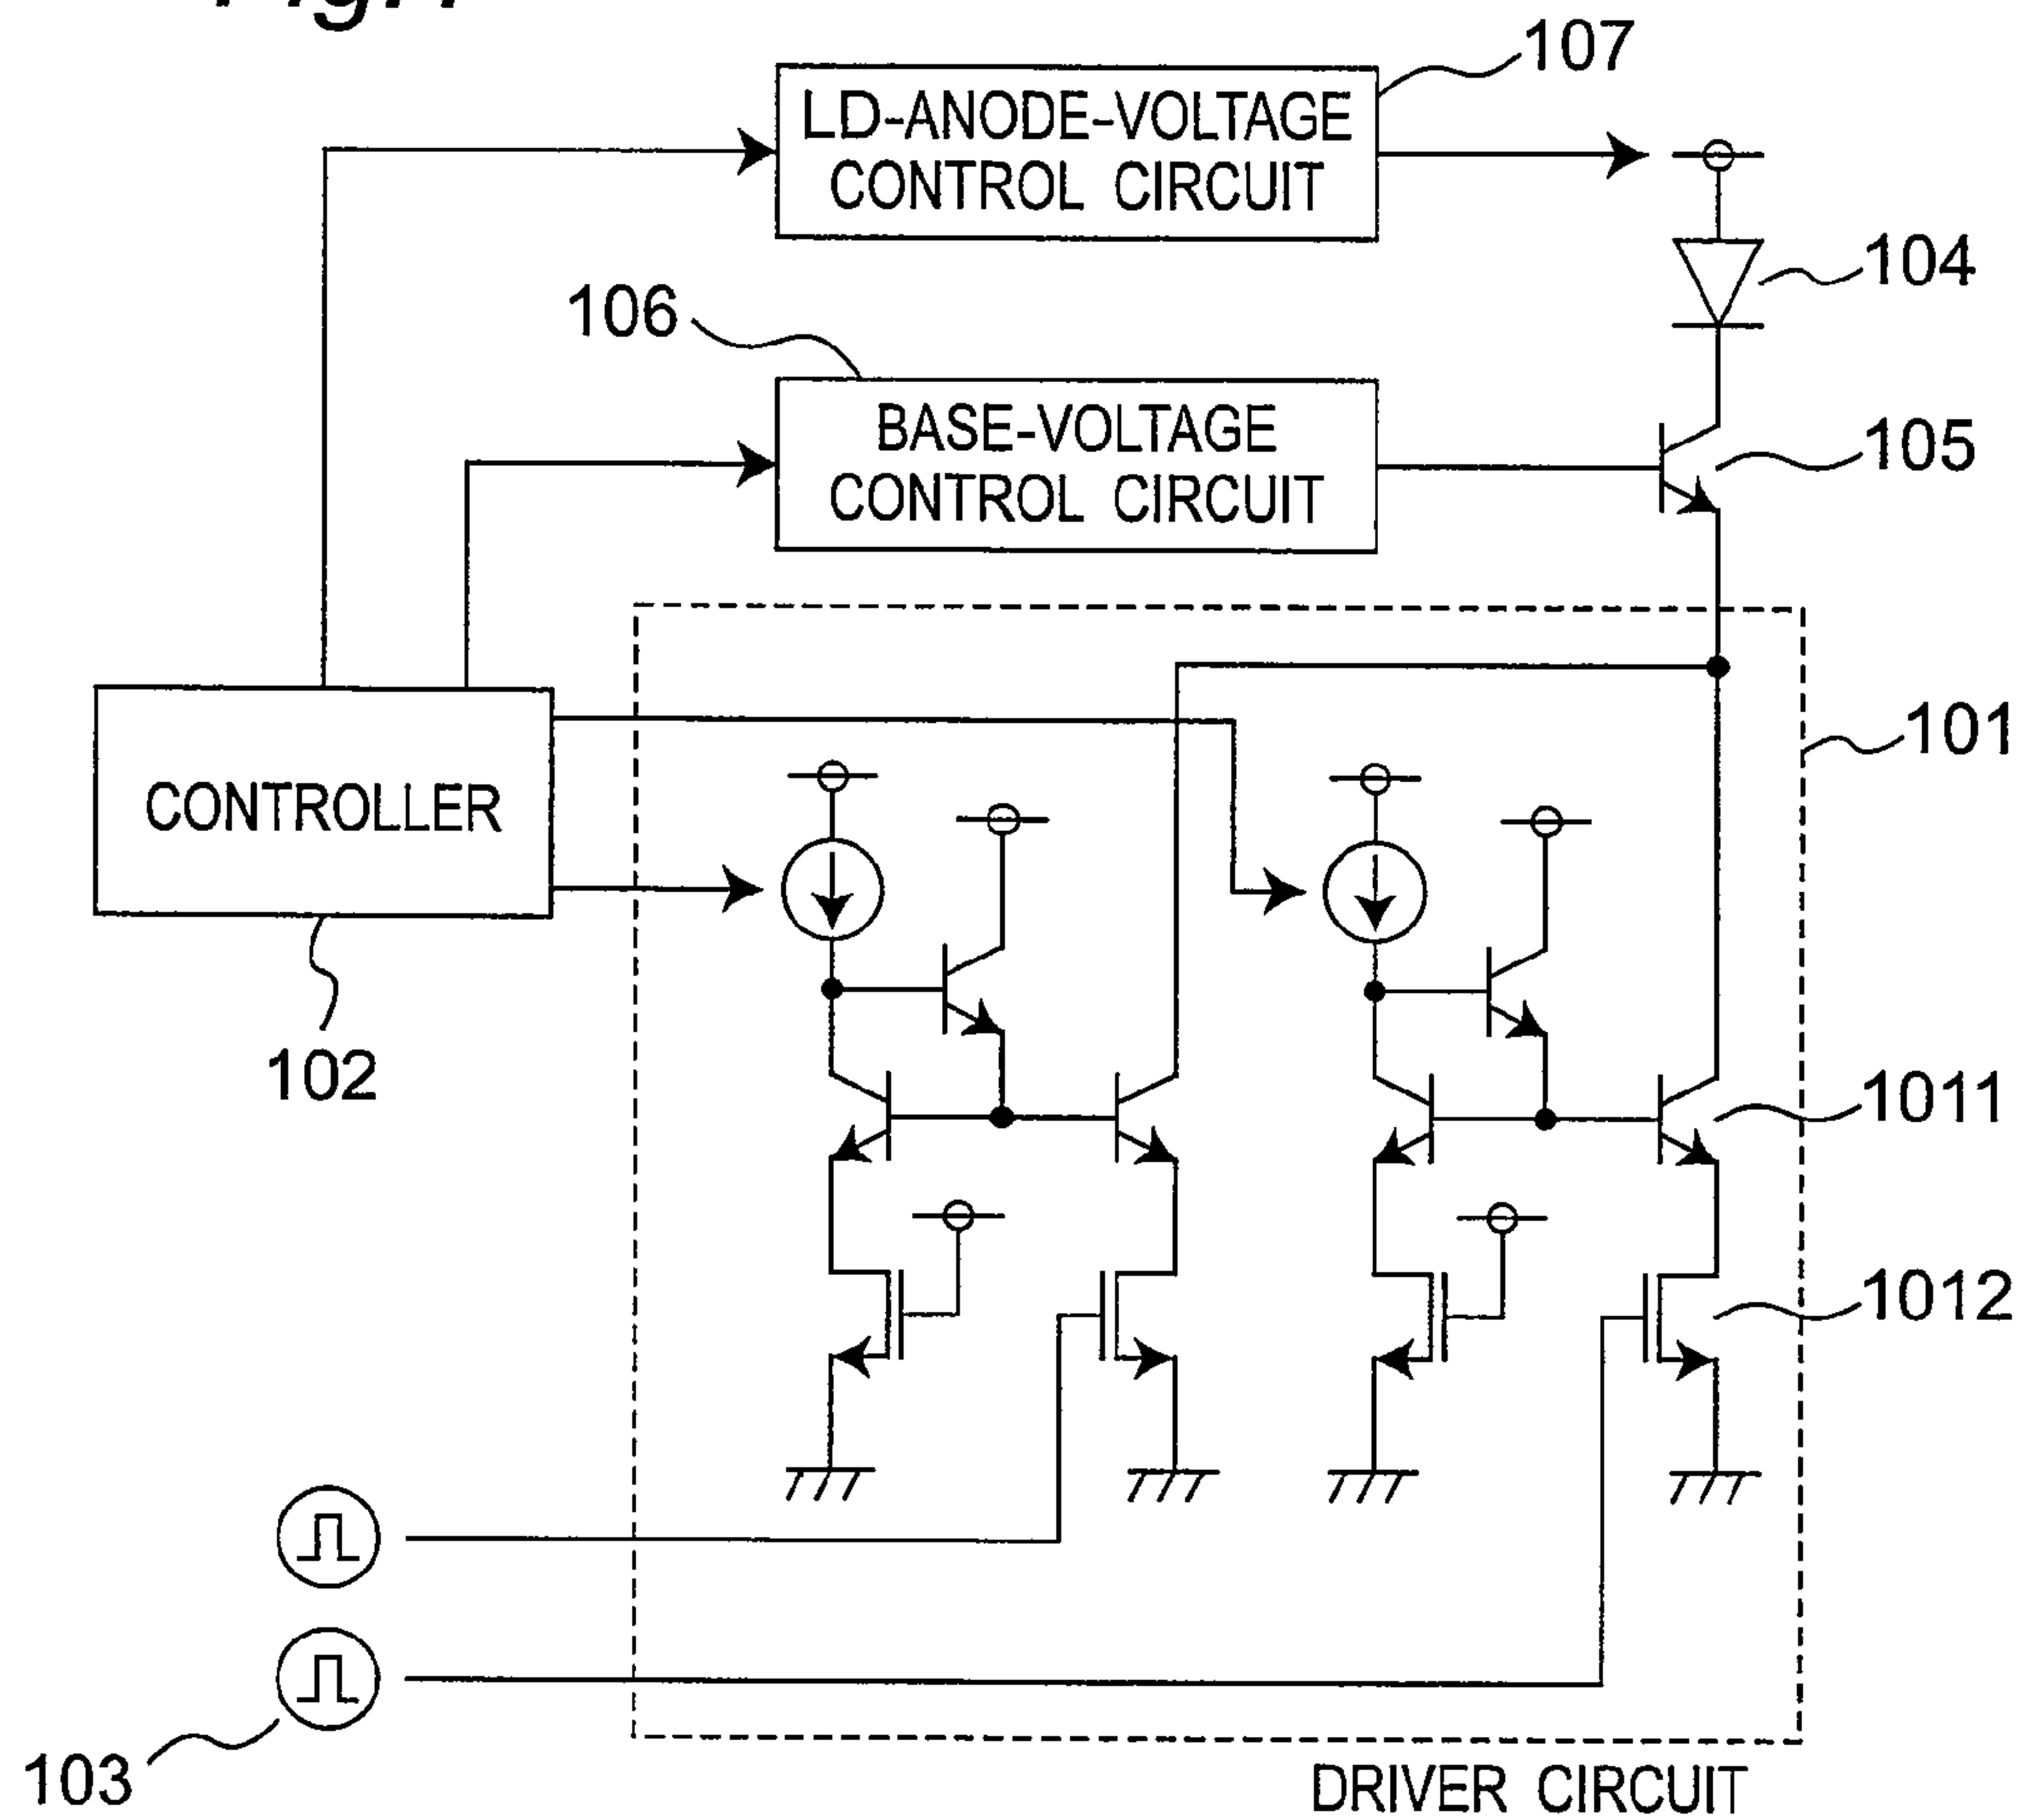 107
LD-ANODE-VOLTAGE
CONTROL CIRCUIT
104
106
BASE-VOLTAGE
CONTROL CIRCUIT
105
101
CONTROLLER
102
1011
1012
103
DRIVER CIRCUIT